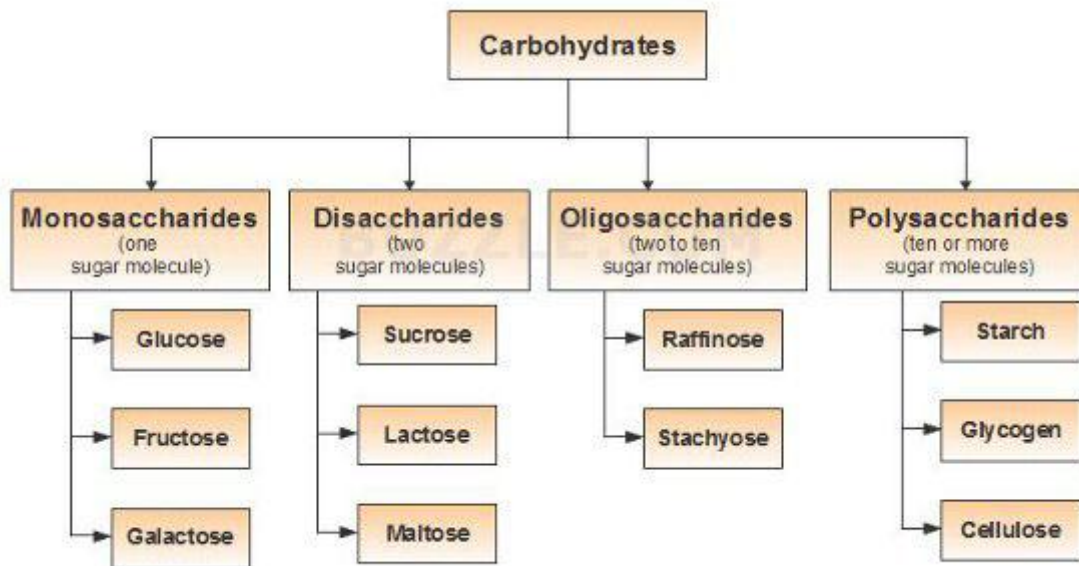 Carbohydrates
Monosaccharides
(one
sugar molecule)
Disaccharides
(two
sugar molecules)
Oligosaccharides
(two to ten
sugar molecules)
Polysaccharides
(ten or more
sugar molecules)
Glucose
Fructose
Galactose
Sucrose
Lactose
Maltose
Raffinose
Stachyose
Starch
Glycogen
Cellulose